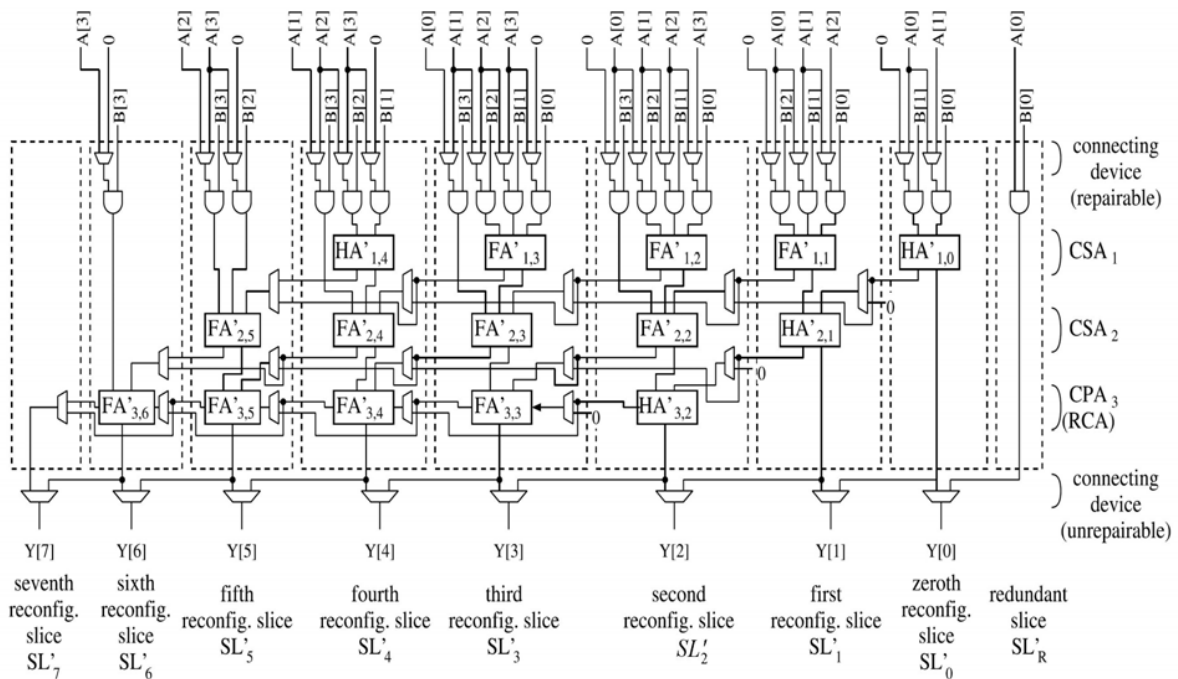 A[3] 0 A[2] A[3] 0 A[1] A[2] A[3] 0 A[0] A[1] A[2] A[3] 0 0 A[0] A[1] A[2] A[3] 0 A[0] A[1] A[2] 0 A[0] A[1] A[0]
B[3] B[3] B[2] B[3] B[2] B[1] B[3] B[2] B[1] B[0] B[3] B[2] B[1] B[0] B[2] B[1] B[0] B[1] B[0] B[0]
connecting
device
(repairable)
HA'1,4 FA'1,3 FA'1,2 FA'1,1 HA'1,0 CSA 1
0
FA'2,5 FA'2,4 FA'2,3 FA'2,2 HA'2,1 CSA 2
0
FA'3,6 FA'3,5 FA'3,4 FA'3,3 HA'3,2 CPA 3
(RCA)
0
connecting
device
(unrepairable)
Y[7] Y[6] Y[5] Y[4] Y[3] Y[2] Y[1] Y[0]
seventh
reconfig.
slice
SL'7
sixth
reconfig.
slice
SL'6
fifth
reconfig. slice
SL'5
fourth
reconfig. slice
SL'4
third
reconfig. slice
SL'3
second
reconfig. slice
SL'2
first
reconfig. slice
SL'1
zeroth
reconfig.
slice
SL'0
redundant
slice
SL'R